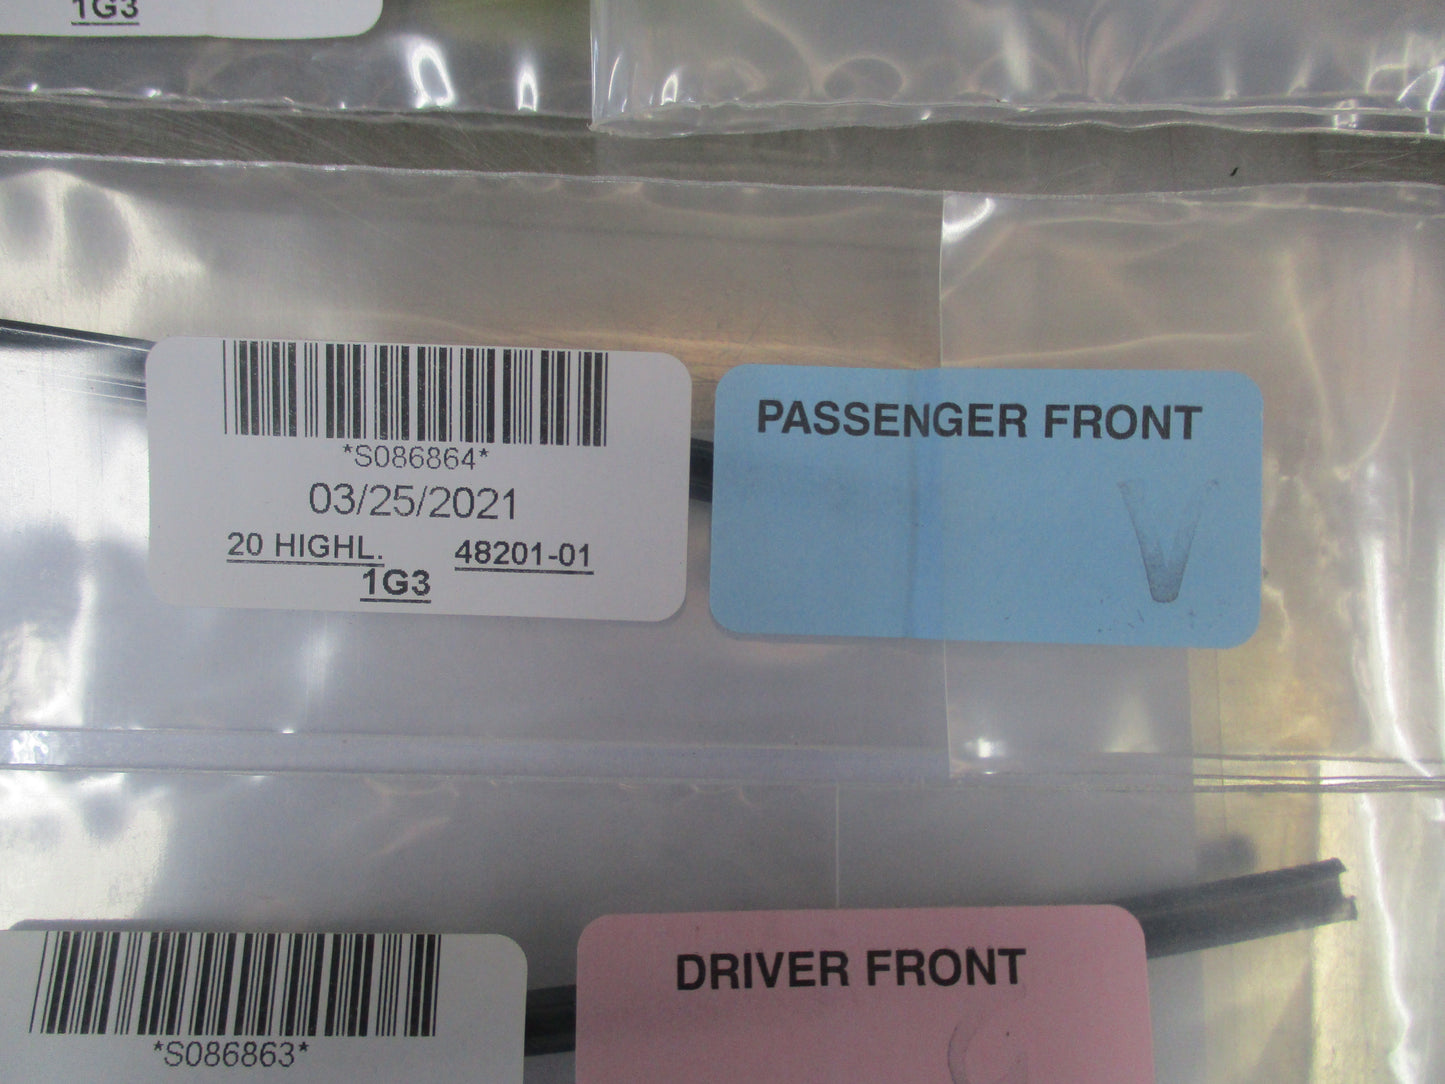 1G3
*S086864*
03/25/2021
20 HIGHL. 48201-01
1G3
PASSENGER FRONT
V
*S086863*
DRIVER FRONT